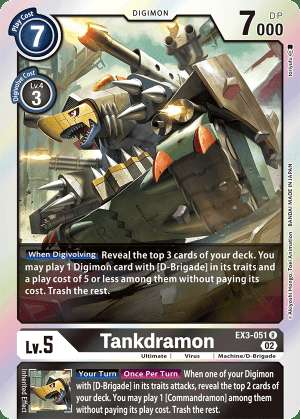 DIGIMON
Play Cost
7
7000
DP
Digivolve Cost
Lv.4
3
When Digivolving Reveal the top 3 cards of your deck. You
may play 1 Digimon card with [D-Brigade] in its traits and
a play cost of 5 or less among them without paying its
cost. Trash the rest.
Lv.5
Tankdramon
EX3-051 R
02
Ultimate
Virus
Machine/D-Brigade
Inherited Effect
Your Turn Once Per Turn When one of your Digimon
with [D-Brigade] in its traits attacks, reveal the top 2 cards
of your deck. You may play 1 [Commandramon] among them
without paying its cost. Trash the rest.